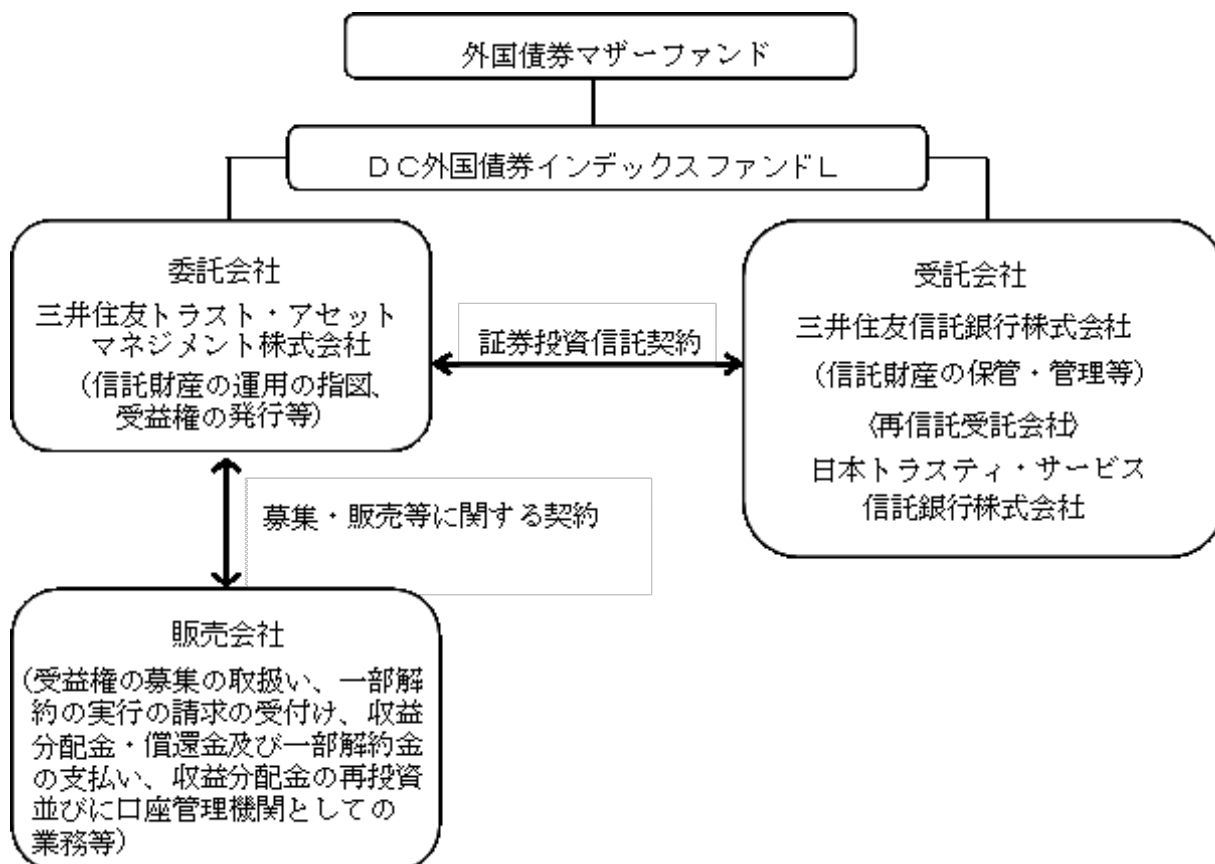 外国債券マザーファンド
ＤＣ外国債券インデックスファンドＬ
委託会社
三井住友トラスト・アセット
マネジメント株式会社
（信託財産の運用の指図、
受益権の発行等）
証券投資信託契約
受託会社
三井住友信託銀行株式会社
（信託財産の保管・管理等）
〈再信託受託会社〉
日本トラスティ・サービス
信託銀行株式会社
募集・販売等に関する契約
販売会社
（受益権の募集の取扱い、一部解
約の実行の請求の受付け、収益
分配金・償還金及び一部解約金
の支払い、収益分配金の再投資
並びに口座管理機関としての
業務等）